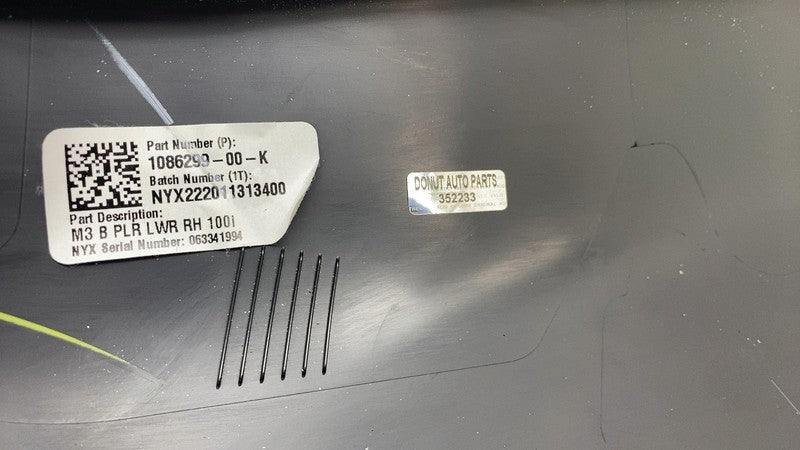 Part Number (P):
1086299-00-K
Batch Number (1T):
NYX222011313400
Part Description:
M3 B PLR LWR RH 100i
NYX Serial Number: 063341994
DONUT AUTO PARTS
352233